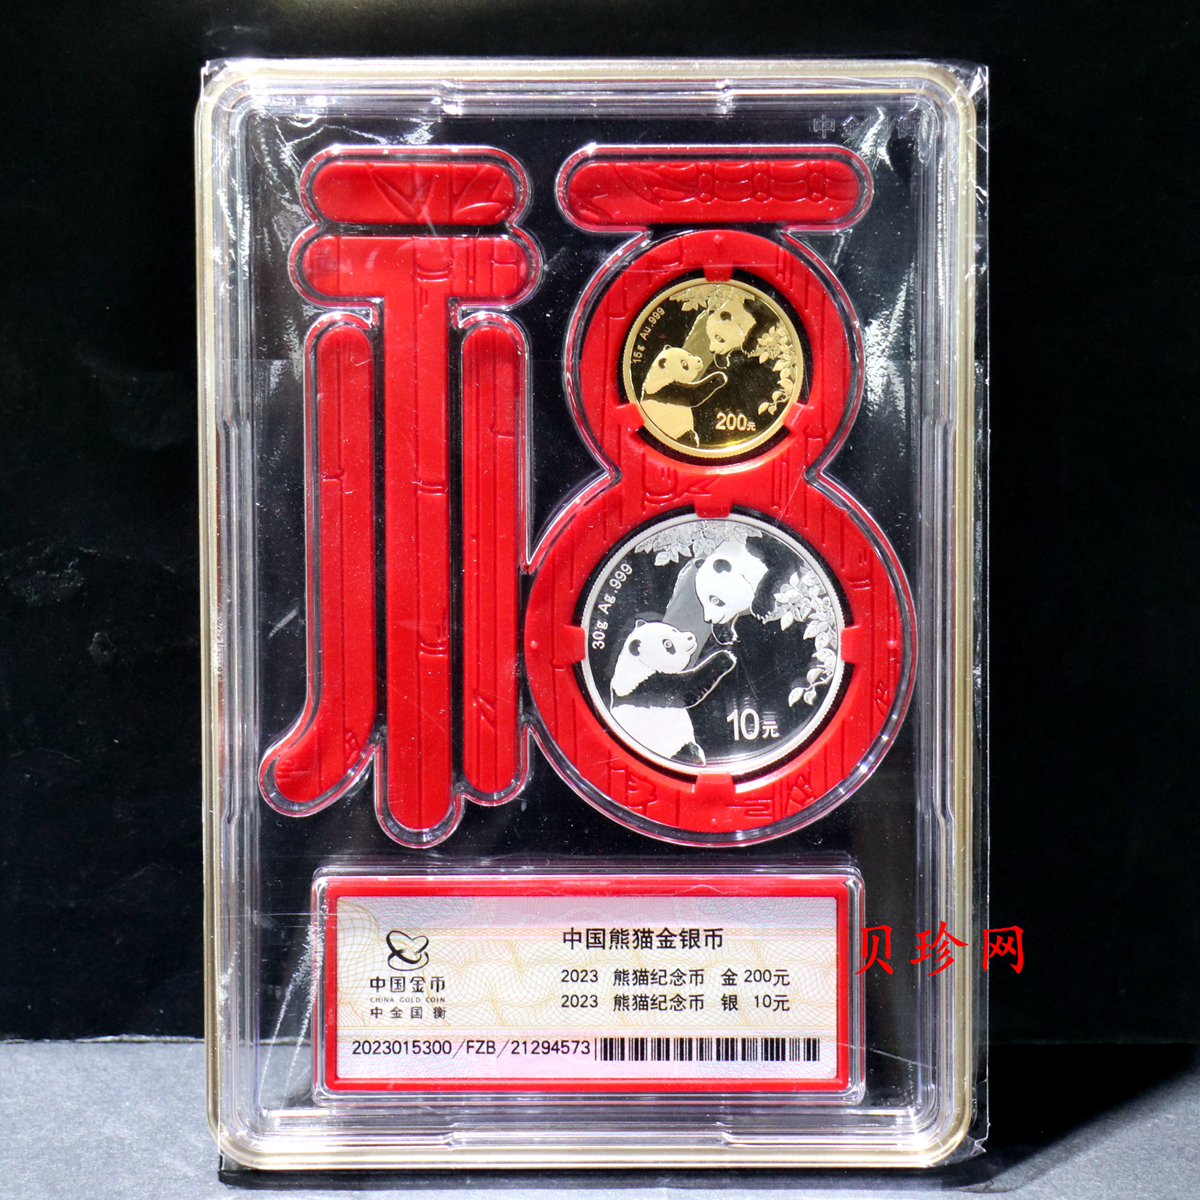 福
15g Au.999
200元
30g Ag.999
10元
中国金币
CHINA GOLD COIN
中金国衡
中国熊猫金银币
2023 熊猫纪念币 金 200元
2023 熊猫纪念币 银 10元
2023015300/FZB/21294573
贝珍网